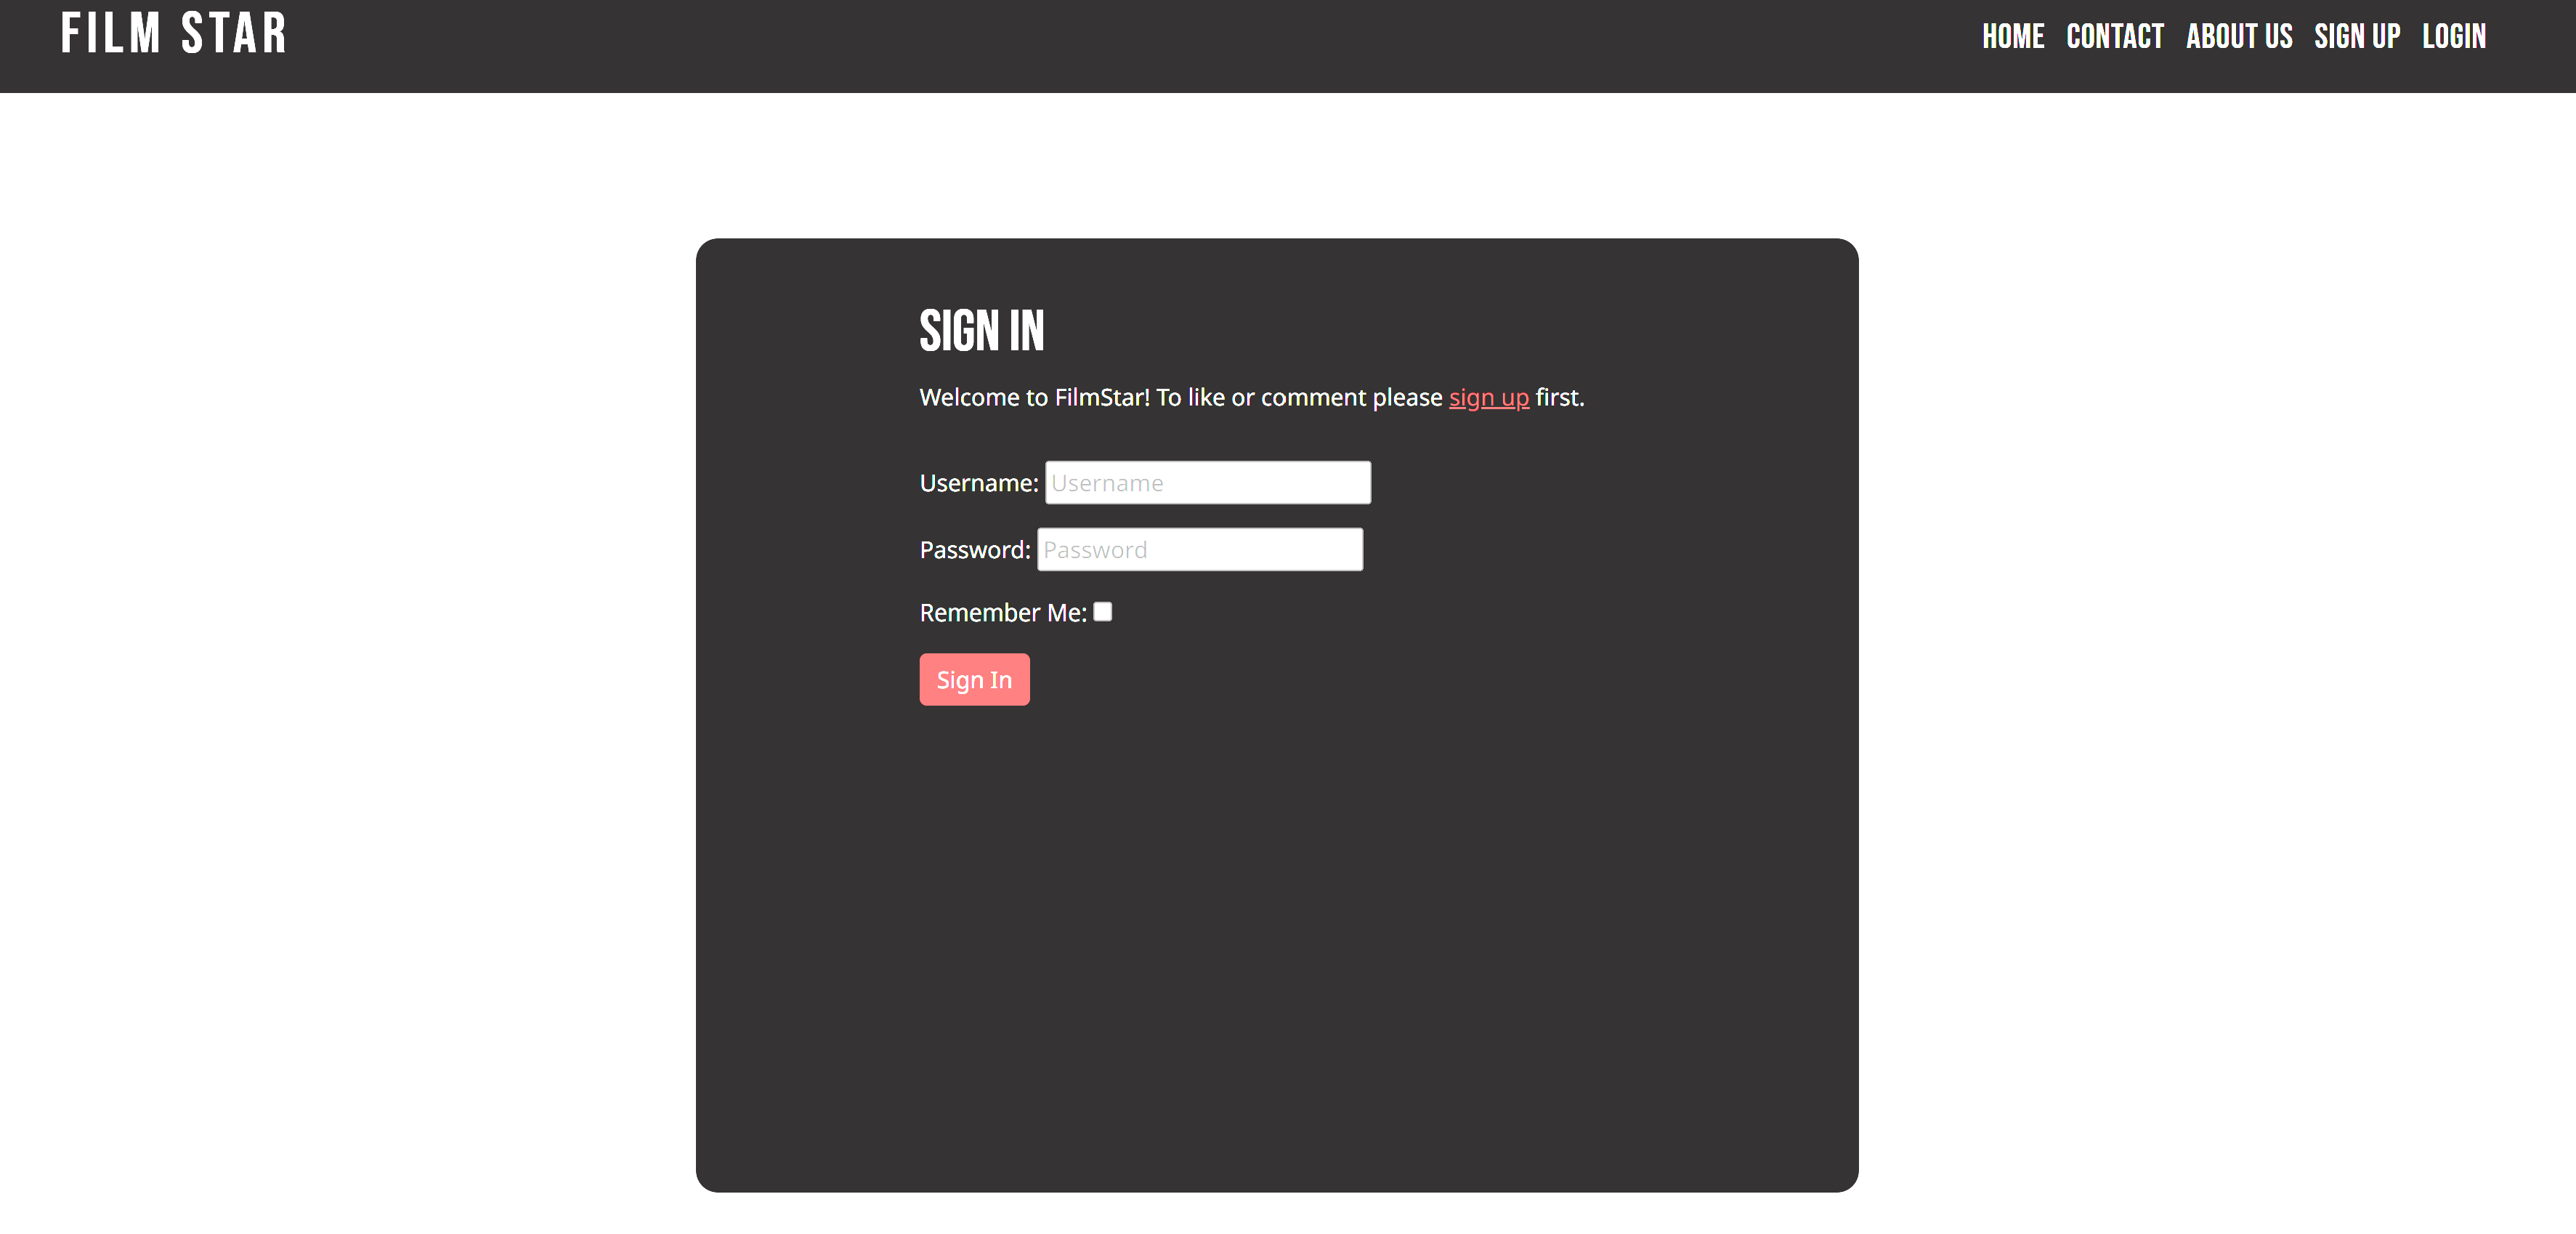 FILM STAR
HOME CONTACT ABOUT US SIGN UP LOGIN
SIGN IN
Welcome to FilmStar! To like or comment please sign up first.
Username: Username
Password: Password
Remember Me:
Sign In